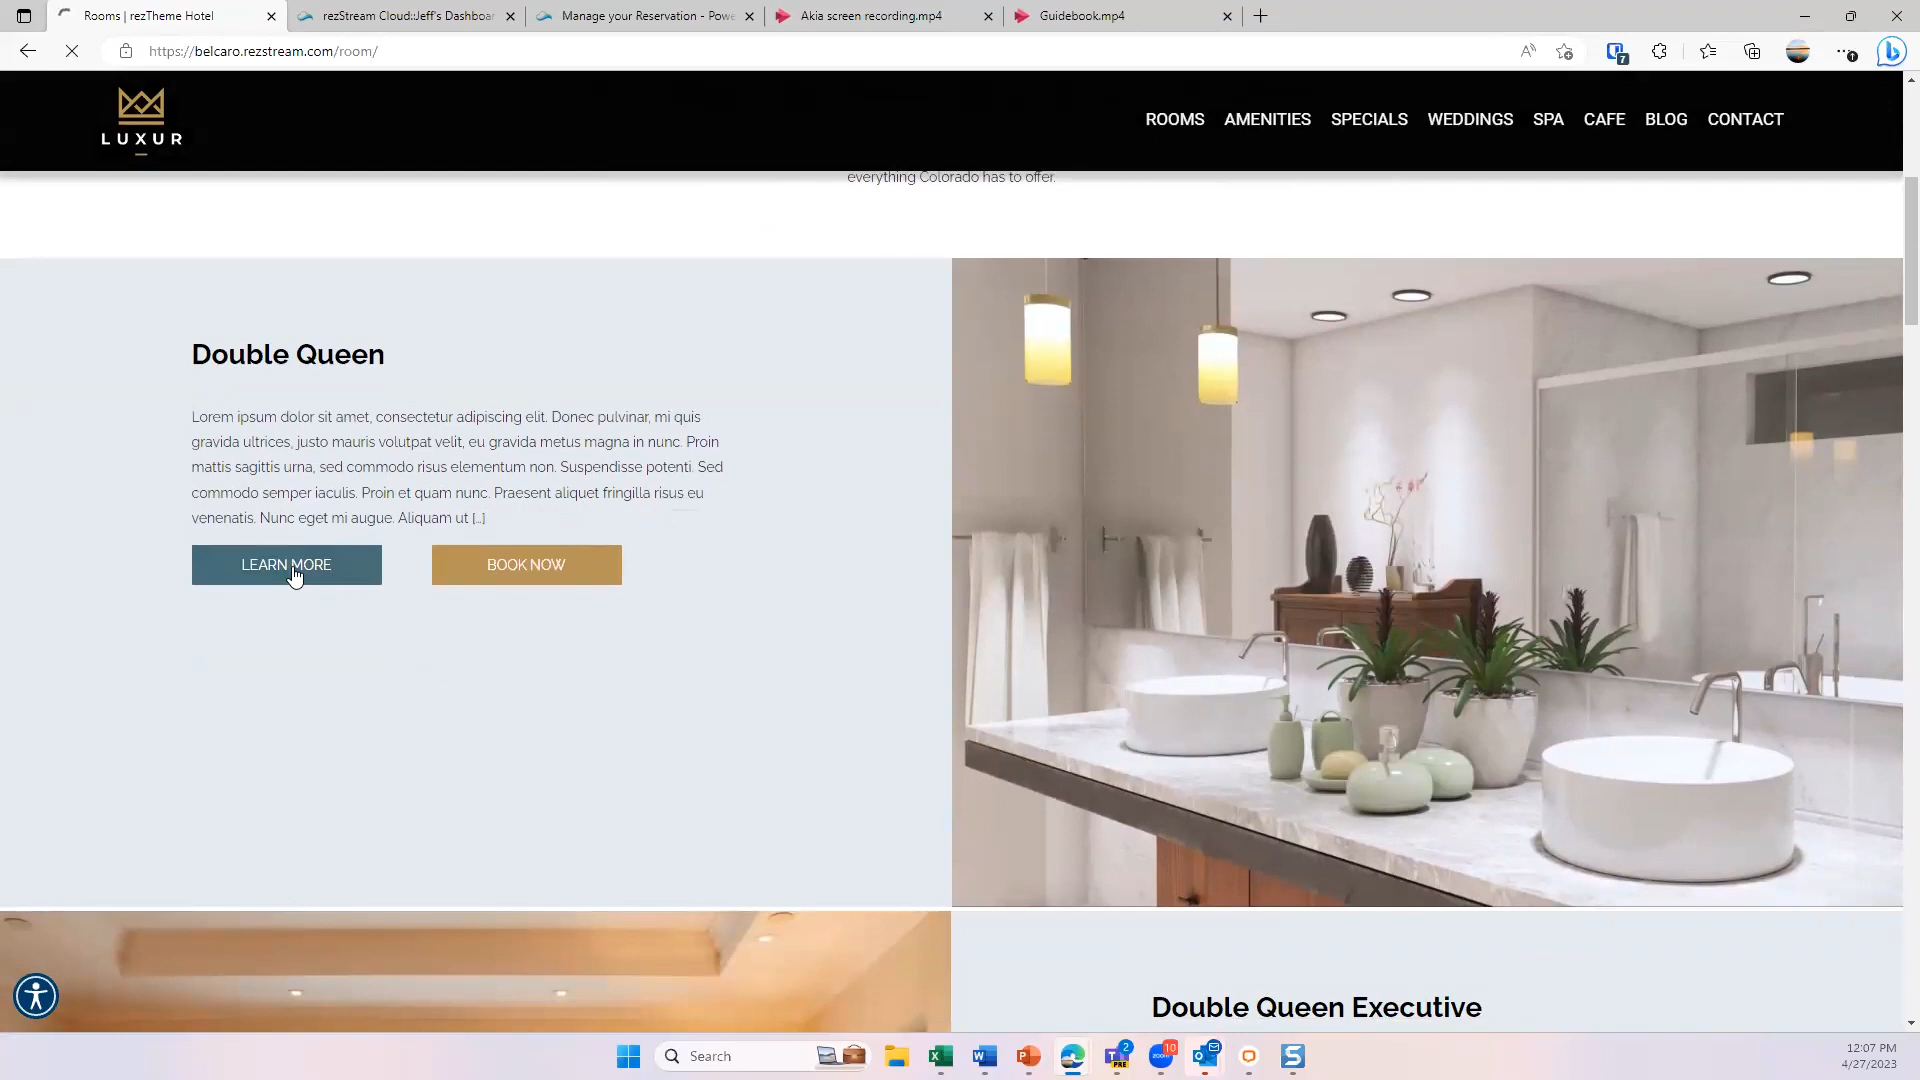 Rooms | rezTheme Hotel
rezStream Cloud::Jeff's Dashboar
Manage your Reservation - Powe
Akia screen recording.mp4
Guidebook.mp4
https://belcaro.rezstream.com/room/
7
1
LUXUR
ROOMS AMENITIES SPECIALS WEDDINGS SPA CAFE BLOG CONTACT
everything Colorado has to offer.
Double Queen
Lorem ipsum dolor sit amet, consectetur adipiscing elit. Donec pulvinar, mi quis
gravida ultrices, justo mauris volutpat velit, eu gravida metus magna in nunc. Proin
mattis sagittis urna, sed commodo risus elementum non. Suspendisse potenti. Sed
commodo semper iaculis. Proin et quam nunc. Praesent aliquet fringilla risus eu
venenatis. Nunc eget mi augue. Aliquam ut [...]
LEARN MORE
BOOK NOW
Double Queen Executive
Search
2
PRE
10
12:07 PM
4/27/2023